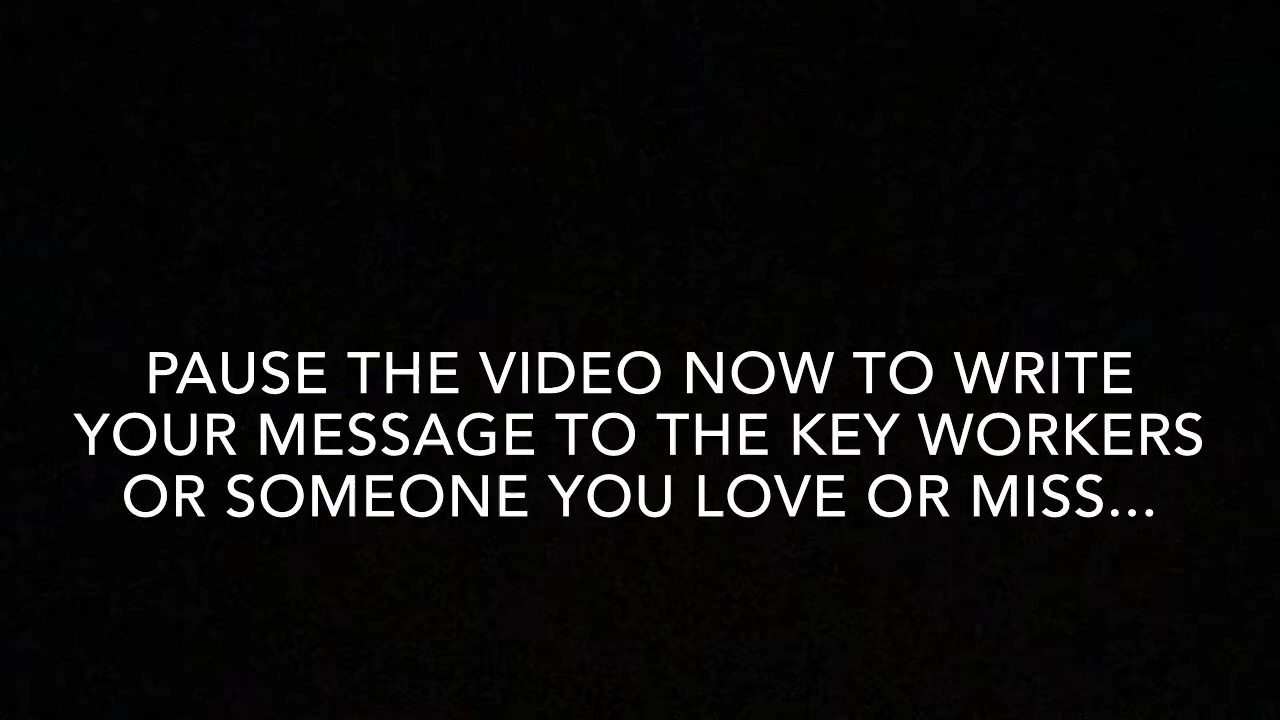 PAUSE THE VIDEO NOW TO WRITE
YOUR MESSAGE TO THE KEY WORKERS
OR SOMEONE YOU LOVE OR MISS...